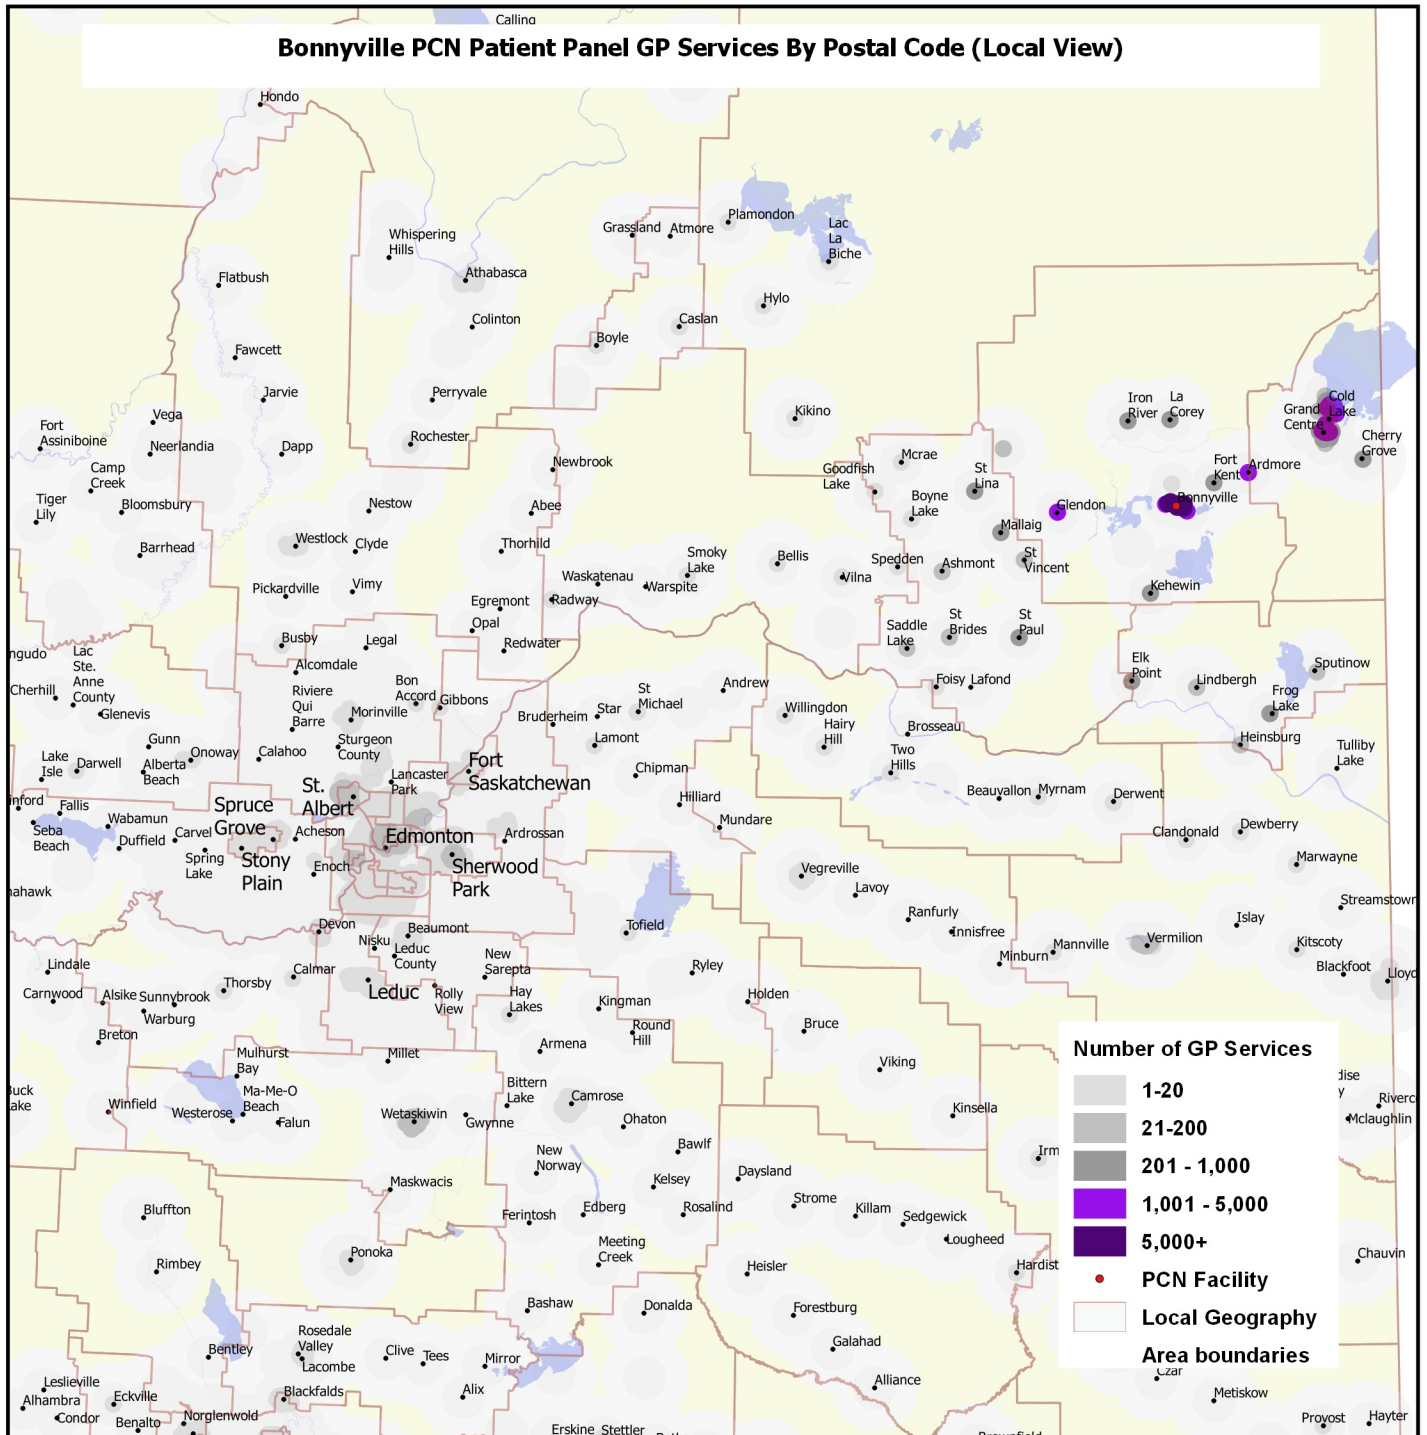 Calling
Bonnyville PCN Patient Panel GP Services By Postal Code (Local View)
Hondo
Plamondon
Grassland
Atmore
Lac
La
Biche
Whispering
Hills
Athabasca
Flatbush
Hylo
Colinton
Caslan
Boyle
Fawcett
Jarvie
Perryvale
Kikino
Iron
River
La
Corey
Cold
Lake
Grand
Centre
Cherry
Grove
Vega
Fort
Assiniboine
Neerlandia
Dapp
Rochester
Newbrook
Mcrae
Goodfish
Lake
St
Lina
Fort
Kent
Ardmore
Camp
Creek
Tiger
Lily
Bloomsbury
Nestow
Abee
Boyne
Lake
Glendon
Bonnyville
Mallaig
Barrhead
Westlock
Clyde
Thorhild
Smoky
Lake
Bellis
Spedden
Ashmont
St
Vincent
Pickardville
Vimy
Waskatenau
Warspite
Vilna
Kehewin
Egremont
Radway
Opal
Redwater
Busby
Legal
Saddle
Lake
St
Brides
St
Paul
ngudo
Lac
Ste.
Anne
County
Cherhill
Glenevis
Alcomdale
Riviere
Qui
Barre
Bon
Accord
Gibbons
Morinville
St
Michael
Andrew
Foisy
Lafond
Elk
Point
Lindbergh
Sputinow
Frog
Lake
Bruderheim
Star
Willingdon
Hairy
Hill
Brosseau
Heinsburg
Tulliby
Lake
Gunn
Onoway
Calahoo
Sturgeon
County
Lamont
Two
Hills
Lake
Isle
Darwell
Alberta
Beach
Lancaster
Park
Fort
Saskatchewan
Chipman
St.
Albert
Beauvallon
Myrnam
Derwent
inford
Fallis
Seba
Beach
Wabamun
Duffield
Carvel
Spruce
Grove
Acheson
Edmonton
Ardrossan
Hilliard
Mundare
Clandonald
Dewberry
Spring
Lake
Stony
Plain
Enoch
Sherwood
Park
Vegreville
Marwayne
Lavoy
nahawk
Streamstown
Ranfurly
Innisfree
Islay
Devon
Beaumont
Nisku
Leduc
County
Tofield
Mannville
Vermilion
Kitscoty
Minburn
Blackfoot
Lloyd
Lindale
Carnwood
Alsike
Sunnybrook
Warburg
Thorsby
Calmar
Leduc
Rolly
View
New
Sarepta
Hay
Lakes
Ryley
Kingman
Holden
Round
Hill
Bruce
Breton
Armena
Viking
Millet
Mulhurst
Bay
Ma-Me-O
Beach
Buck
ake
Winfield
Westerose
Falun
Wetaskiwin
Gwynne
Bittern
Lake
Camrose
Ohaton
Kinsella
Bawlf
Irm
New
Norway
Kelsey
Daysland
Maskwacis
Bluffton
Ferintosh
Edberg
Rosalind
Strome
Killam
Sedgewick
Lougheed
Ponoka
Rimbey
Meeting
Creek
Heisler
Hardist
Bashaw
Donalda
Forestburg
Galahad
Rosedale
Valley
Lacombe
Bentley
Clive
Tees
Mirror
Alliance
Leslieville
Alhambra
Condor
Eckville
Benalto
Norglenwold
Blackfalds
Alix
Erskine
Stettler
Number of GP Services
1-20
21-200
201 - 1,000
1,001 - 5,000
5,000+
PCN Facility
Local Geography
Area boundaries
dise
y
Riverc
Mclaughlin
Chauvin
Czar
Metiskow
Provost
Hayter